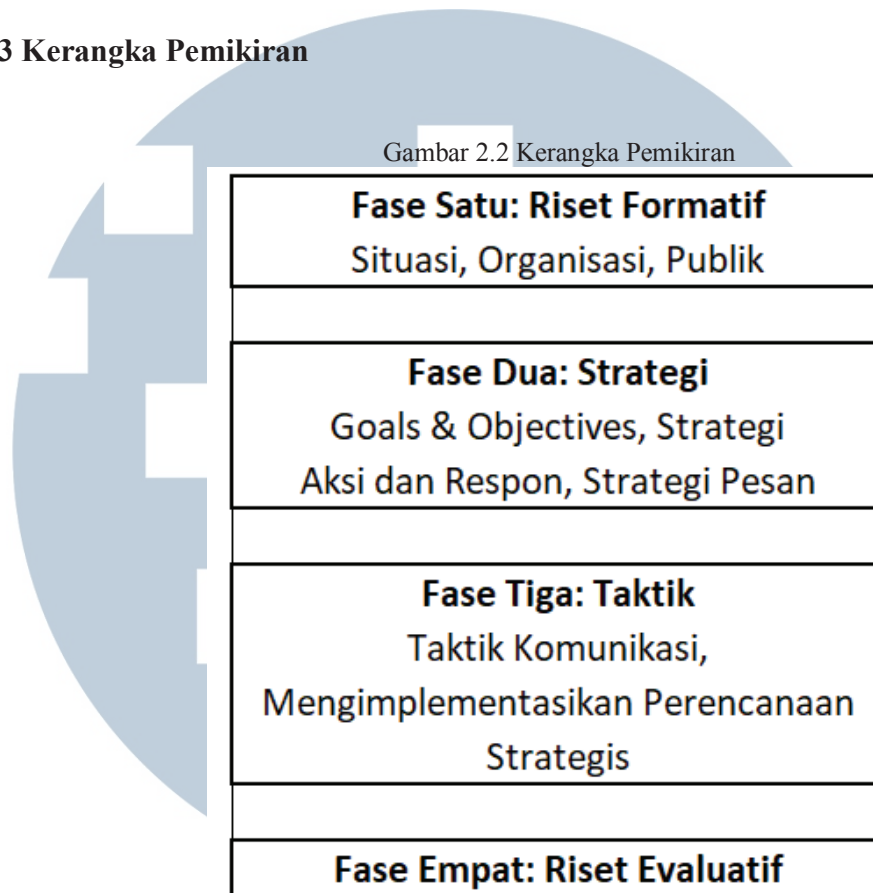 3 Kerangka Pemikiran
Gambar 2.2 Kerangka Pemikiran
Fase Satu: Riset Formatif
Situasi, Organisasi, Publik
Fase Dua: Strategi
Goals & Objectives, Strategi
Aksi dan Respon, Strategi Pesan
Fase Tiga: Taktik
Taktik Komunikasi,
Mengimplementasikan Perencanaan
Strategis
Fase Empat: Riset Evaluatif